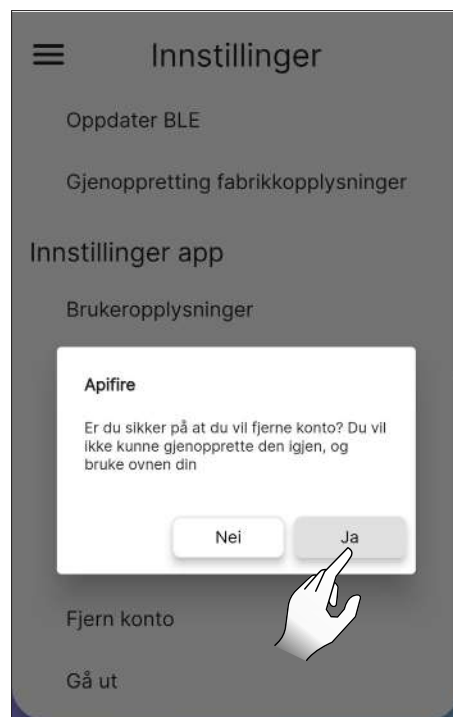 Innstillinger
Oppdater BLE
Gjenoppretting fabrikkopplysninger
Innstillinger app
Brukeropplysninger
Apifire
Er du sikker på at du vil fjerne konto? Du vil
ikke kunne gjenopprette den igjen, og
bruke ovnen din
Nei
Ja
Fjern konto
Gå ut